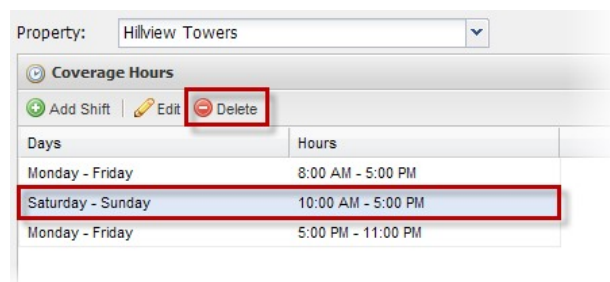 Property: Hillview Towers
Coverage Hours
Add Shift Edit Delete
Days Hours
Monday - Friday 8:00 AM - 5:00 PM
Saturday - Sunday 10:00 AM - 5:00 PM
Monday - Friday 5:00 PM - 11:00 PM